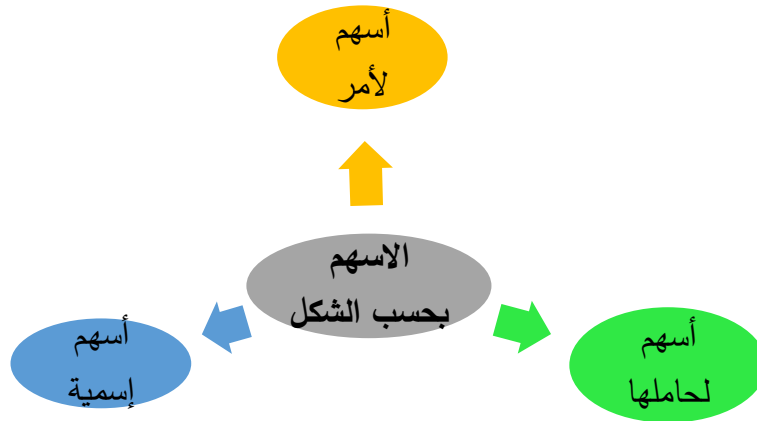 أسهم
لأمر
الاسهم
بحسب الشكل
أسهم
لحاملها
أسهم
إسمية